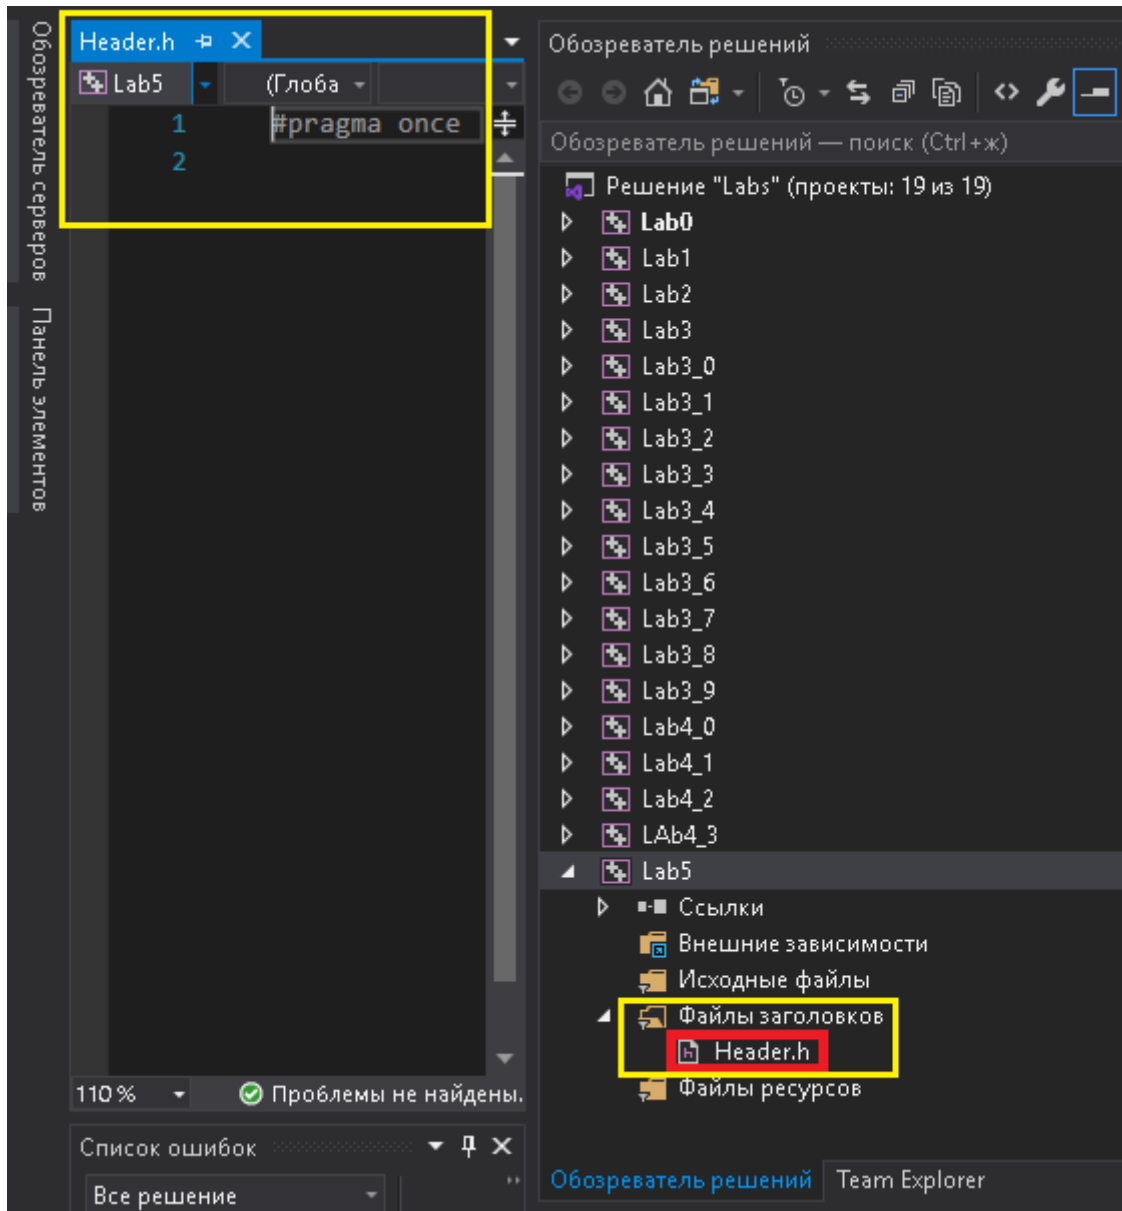 Обозреватель серверов
Панель элементов
Header.h
Lab5
(Глоба
1 #pragma once
2
110 %
Проблемы не найдены.
Список ошибок
Все решение
Обозреватель решений
Обозреватель решений — поиск (Ctrl+ж)
Решение "Labs" (проекты: 19 из 19)
Lab0
Lab1
Lab2
Lab3
Lab3_0
Lab3_1
Lab3_2
Lab3_3
Lab3_4
Lab3_5
Lab3_6
Lab3_7
Lab3_8
Lab3_9
Lab4_0
Lab4_1
Lab4_2
LAb4_3
Lab5
Ссылки
Внешние зависимости
Исходные файлы
Файлы заголовков
Header.h
Файлы ресурсов
Обозреватель решений
Team Explorer